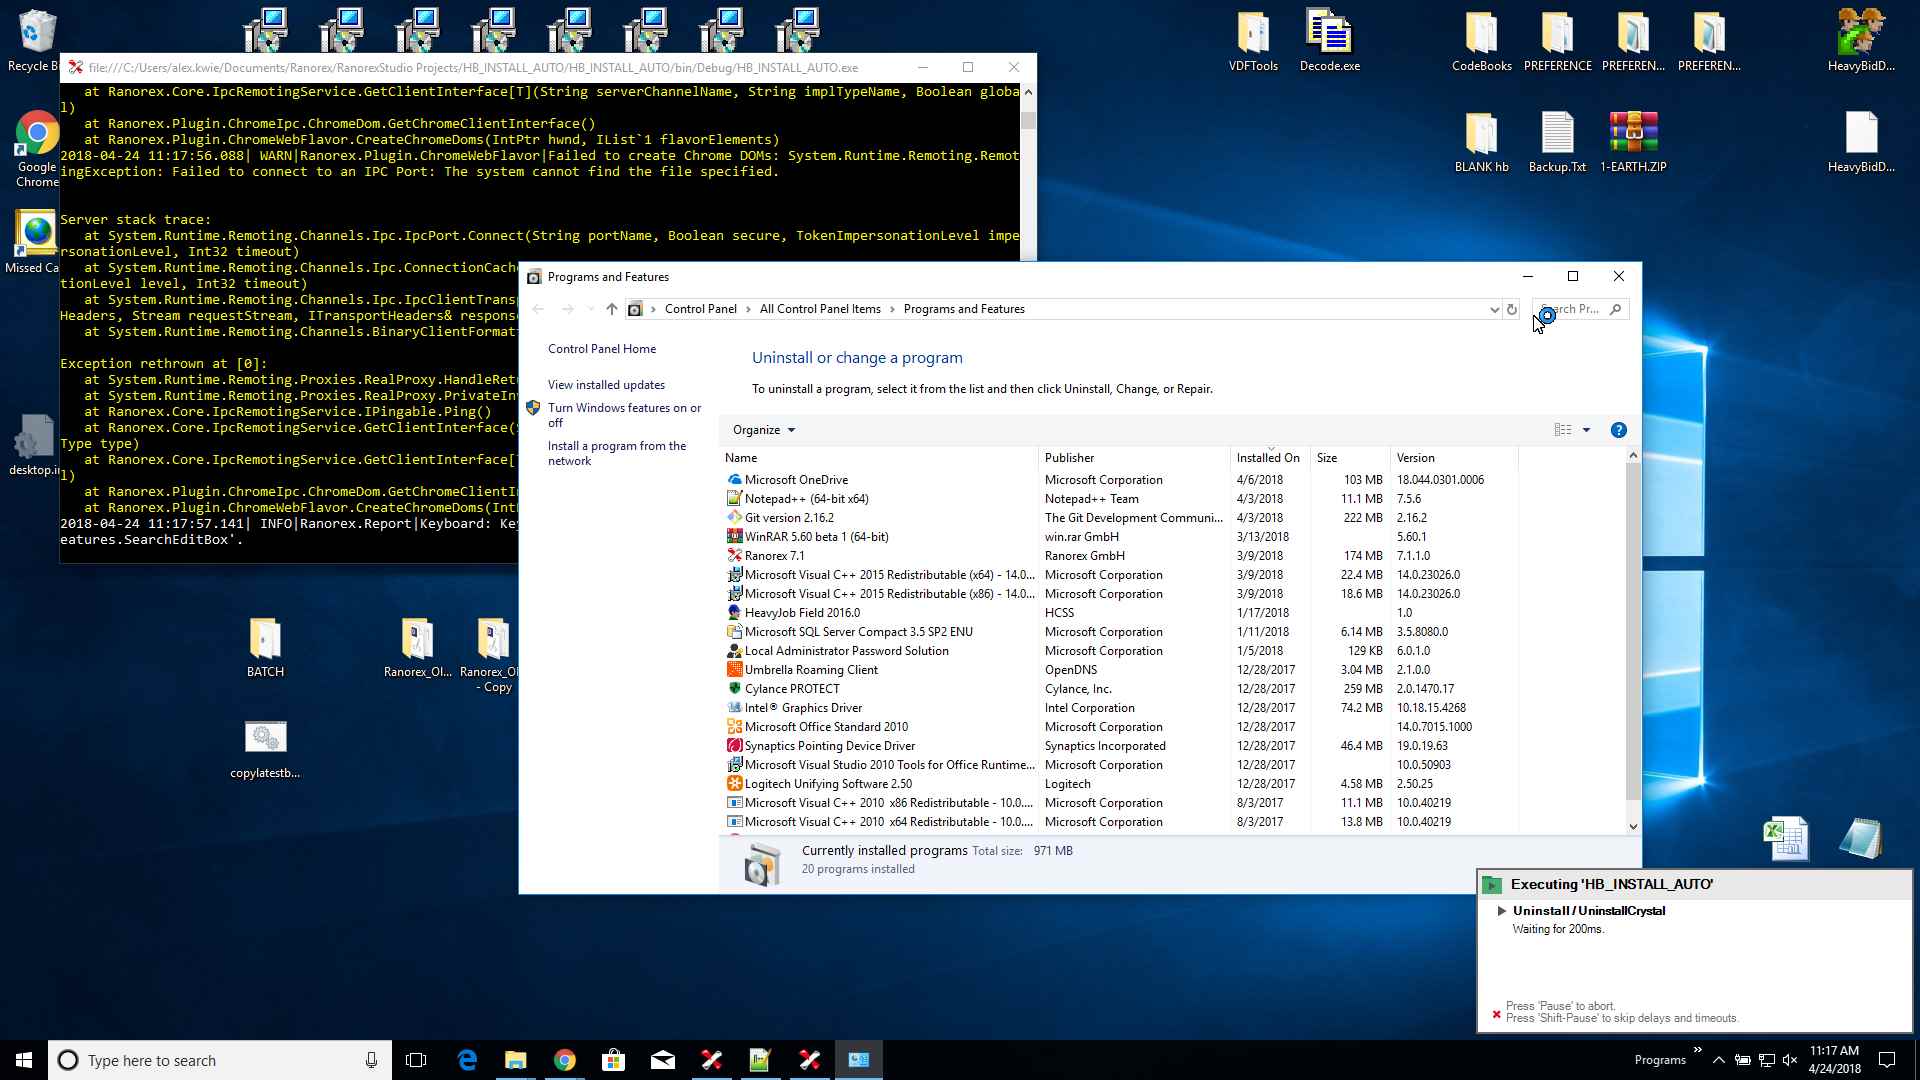 Recycle Bi
VDFTools
Decode.exe
CodeBooks
PREFERENCE
PREFEREN...
PREFEREN...
HeavyBidD...
file:///C:/Users/alex.kwie/Documents/Ranorex/RanorexStudio Projects/HB_INSTALL_AUTO/HB_INSTALL_AUTO/bin/Debug/HB_INSTALL_AUTO.exe
at Ranorex.Core.IpcRemotingService.GetClientInterface[T](String serverChannelName, String implTypeName, Boolean globa
l)
at Ranorex.Plugin.ChromeIpc.ChromeDom.GetChromeClientInterface()
at Ranorex.Plugin.ChromeWebFlavor.CreateChromeDoms(IntPtr hwnd, IList`1 flavorElements)
2018-04-24 11:17:56.088| WARN|Ranorex.Plugin.ChromeWebFlavor|Failed to create Chrome DOMs: System.Runtime.Remoting.Remot
ingException: Failed to connect to an IPC Port: The system cannot find the file specified.
Server stack trace:
at System.Runtime.Remoting.Channels.Ipc.IpcPort.Connect(String portName, Boolean secure, TokenImpersonationLevel impe
rsonationLevel, Int32 timeout)
at System.Runtime.Remoting.Channels.Ipc.ConnectionCach
tionLevel level, Int32 timeout)
at System.Runtime.Remoting.Channels.Ipc.IpcClientTransp
Headers, Stream requestStream, ITransportHeaders& respons
at System.Runtime.Remoting.Channels.BinaryClientFormat
Exception rethrown at [0]:
at System.Runtime.Remoting.Proxies.RealProxy.HandleRet
at System.Runtime.Remoting.Proxies.RealProxy.PrivateIn
at Ranorex.Core.IpcRemotingService.IPingable.Ping()
at Ranorex.Core.IpcRemotingService.GetClientInterface(
Type type)
at Ranorex.Core.IpcRemotingService.GetClientInterface[
l)
at Ranorex.Plugin.ChromeIpc.ChromeDom.GetChromeClientI
at Ranorex.Plugin.ChromeWebFlavor.CreateChromeDoms(Int
2018-04-24 11:17:57.141| INFO|Ranorex.Report|Keyboard: Ke
eatures.SearchEditBox'.
Google
Chrome
Missed Ca
desktop.i
BLANK hb
Backup.Txt
1-EARTH.ZIP
HeavyBidD...
BATCH
Ranorex_Ol...
Ranorex_Ol
- Copy
copylatestb...
Programs and Features
Control Panel
All Control Panel Items
Programs and Features
arch Pr...
Control Panel Home
View installed updates
Turn Windows features on or
off
Install a program from the
network
Uninstall or change a program
To uninstall a program, select it from the list and then click Uninstall, Change, or Repair.
Organize
Name Publisher Installed On Size Version
Microsoft OneDrive Microsoft Corporation 4/6/2018 103 MB 18.044.0301.0006
Notepad++ (64-bit x64) Notepad++ Team 4/3/2018 11.1 MB 7.5.6
Git version 2.16.2 The Git Development Communi... 4/3/2018 222 MB 2.16.2
WinRAR 5.60 beta 1 (64-bit) win.rar GmbH 3/13/2018 5.60.1
Ranorex 7.1 Ranorex GmbH 3/9/2018 174 MB 7.1.1.0
Microsoft Visual C++ 2015 Redistributable (x64) - 14.0... Microsoft Corporation 3/9/2018 22.4 MB 14.0.23026.0
Microsoft Visual C++ 2015 Redistributable (x86) - 14.0... Microsoft Corporation 3/9/2018 18.6 MB 14.0.23026.0
HeavyJob Field 2016.0 HCSS 1/17/2018 1.0
Microsoft SQL Server Compact 3.5 SP2 ENU Microsoft Corporation 1/11/2018 6.14 MB 3.5.8080.0
Local Administrator Password Solution Microsoft Corporation 1/5/2018 129 KB 6.0.1.0
Umbrella Roaming Client OpenDNS 12/28/2017 3.04 MB 2.1.0.0
Cylance PROTECT Cylance, Inc. 12/28/2017 259 MB 2.0.1470.17
Intel® Graphics Driver Intel Corporation 12/28/2017 74.2 MB 10.18.15.4268
Microsoft Office Standard 2010 Microsoft Corporation 12/28/2017 14.0.7015.1000
Synaptics Pointing Device Driver Synaptics Incorporated 12/28/2017 46.4 MB 19.0.19.63
Microsoft Visual Studio 2010 Tools for Office Runtime... Microsoft Corporation 12/28/2017 10.0.50903
Logitech Unifying Software 2.50 Logitech 12/28/2017 4.58 MB 2.50.25
Microsoft Visual C++ 2010 x86 Redistributable - 10.0.... Microsoft Corporation 8/3/2017 11.1 MB 10.0.40219
Microsoft Visual C++ 2010 x64 Redistributable - 10.0.... Microsoft Corporation 8/3/2017 13.8 MB 10.0.40219
Currently installed programs Total size: 971 MB
20 programs installed
Executing 'HB_INSTALL_AUTO'
Uninstall / UninstallCrystal
Waiting for 200ms.
Press 'Pause' to abort.
Press 'Shift-Pause' to skip delays and timeouts.
Type here to search
Programs
11:17 AM
4/24/2018